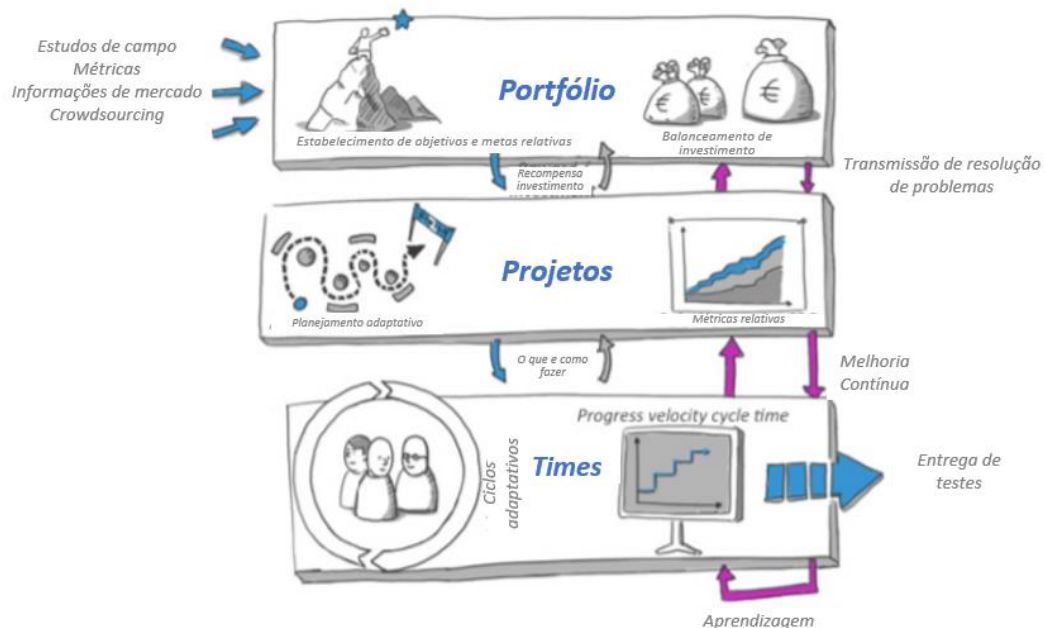 Estudos de campo
Métricas
Informações de mercado
Crowdsourcing
Portfólio
Estabelecimento de objetivos e metas relativas
Balanceamento de
investimento
Recompensa
investimento
Transmissão de resolução
de problemas
Projetos
Planejamento adaptativo
Métricas relativas
O que e como
fazer
Melhoria
Contínua
Progress velocity cycle time
Ciclos
adaptativos
Times
Entrega de
testes
Aprendizagem